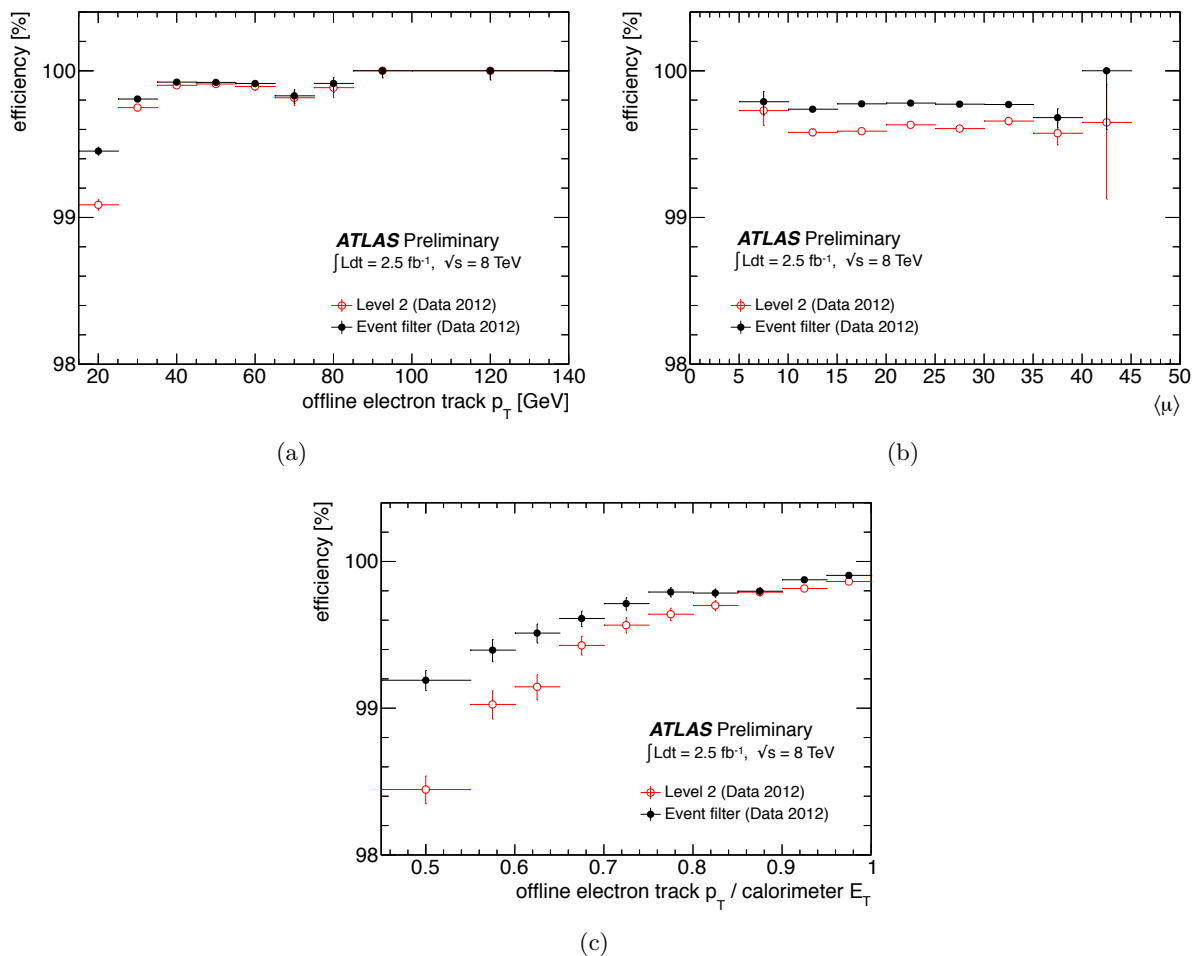 efficiency [%]
100
99
98
ATLAS Preliminary
∫Ldt = 2.5 fb-1, √s = 8 TeV
Level 2 (Data 2012)
Event filter (Data 2012)
20 40 60 80 100 120 140
offline electron track pT [GeV]
(a)
efficiency [%]
100
99
98
ATLAS Preliminary
∫Ldt = 2.5 fb-1, √s = 8 TeV
Level 2 (Data 2012)
Event filter (Data 2012)
0 5 10 15 20 25 30 35 40 45 50
⟨μ⟩
(b)
efficiency [%]
100
99
98
ATLAS Preliminary
∫Ldt = 2.5 fb-1, √s = 8 TeV
Level 2 (Data 2012)
Event filter (Data 2012)
0.5 0.6 0.7 0.8 0.9 1
offline electron track pT / calorimeter ET
(c)